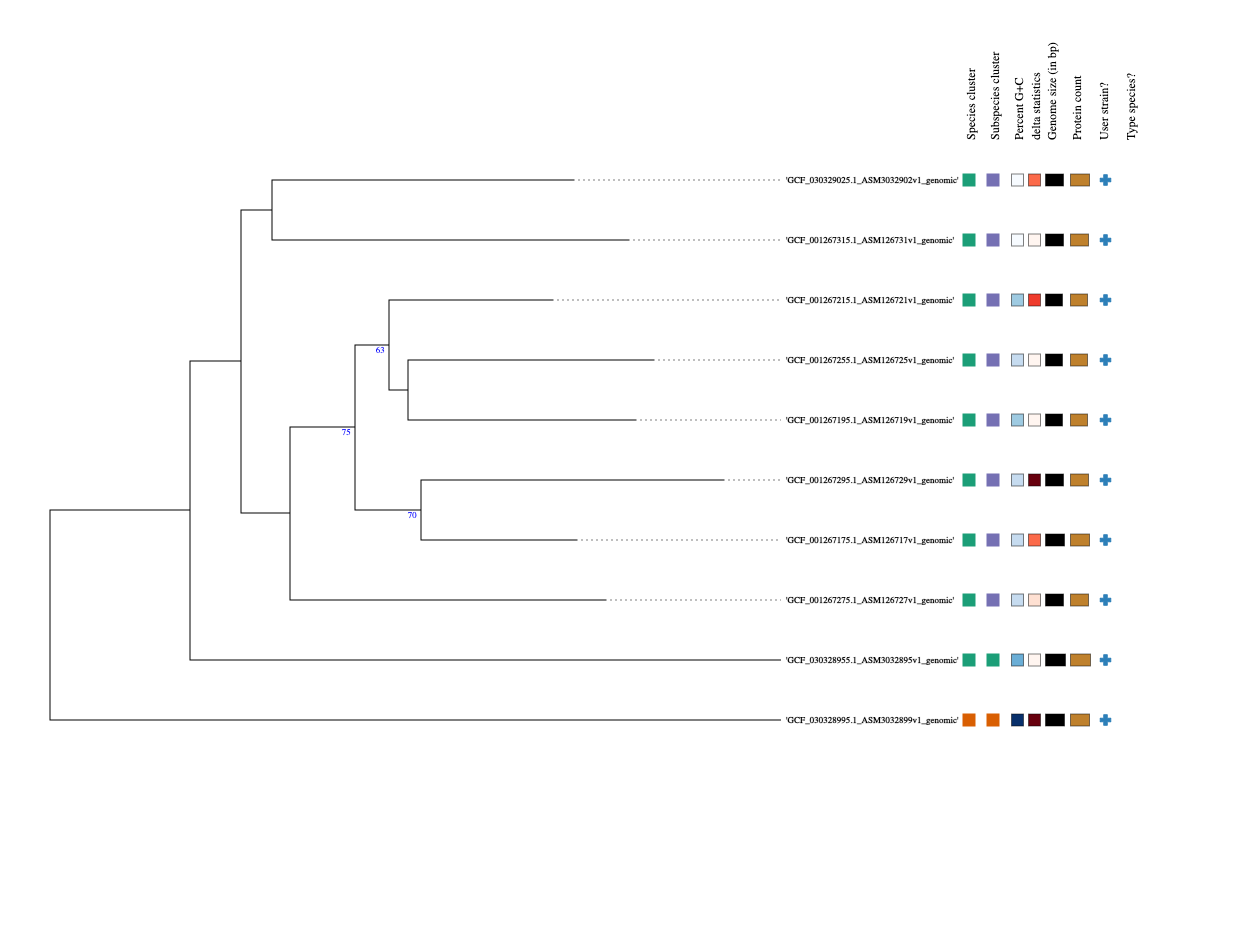 Species cluster
Subspecies cluster
Percent G+C
delta statistics
Genome size (in bp)
Protein count
User strain?
Type species?
'GCF_030329025.1_ASM3032902v1_genomic'
'GCF_001267315.1_ASM126731v1_genomic'
'GCF_001267215.1_ASM126721v1_genomic'
63
'GCF_001267255.1_ASM126725v1_genomic'
'GCF_001267195.1_ASM126719v1_genomic'
75
'GCF_001267295.1_ASM126729v1_genomic'
70
'GCF_001267175.1_ASM126717v1_genomic'
'GCF_001267275.1_ASM126727v1_genomic'
'GCF_030328955.1_ASM3032895v1_genomic'
'GCF_030328995.1_ASM3032899v1_genomic'